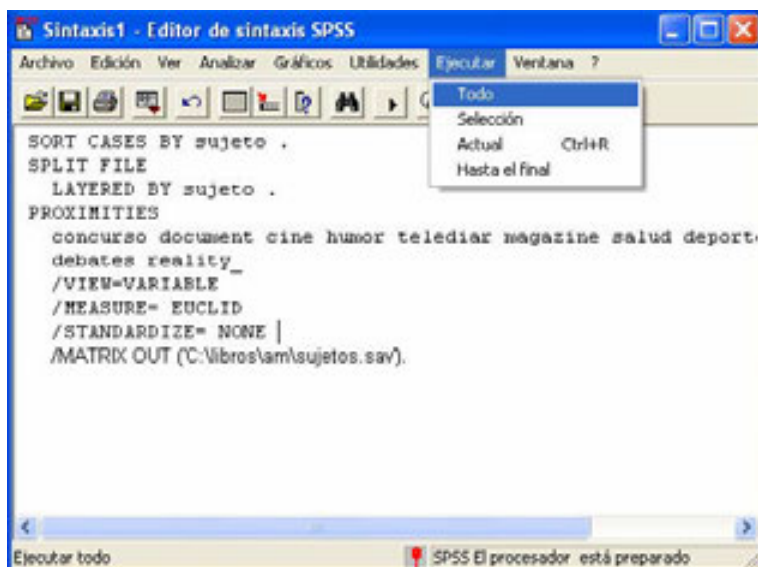 Sintaxis1 - Editor de sintaxis SPSS
Archivo Edición Ver Analizar Gráficos Utilidades Ejecutar Ventana ?
Todo
Selección
Actual Ctrl+R
Hasta el final
SORT CASES BY sujeto .
SPLIT FILE
LAYERED BY sujeto .
PROXIMITIES
concurso document cine humor telediar magazine salud deporte
debates reality_
/VIEW=VARIABLE
/MEASURE= EUCLID
/STANDARDIZE= NONE
/MATRIX OUT ('C:\libros\am\sujetos.sav').
Ejecutar todo
SPSS El procesador está preparado